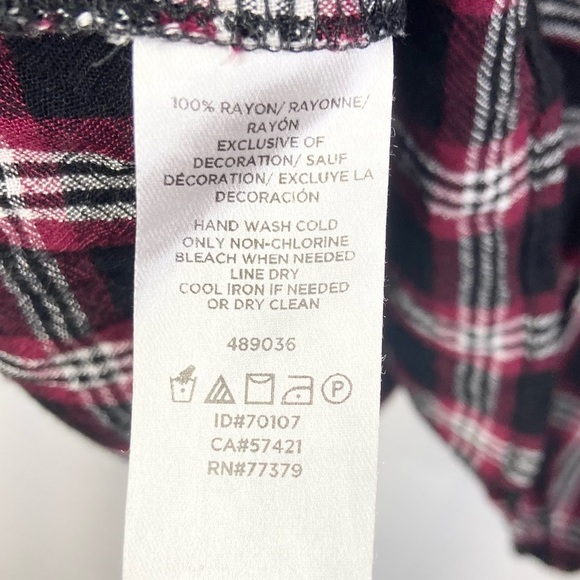 100% RAYON/ RAYONNE/
RAYÓN
EXCLUSIVE OF
DECORATION/ SAUF
DÉCORATION/ EXCLUYE LA
DECORACIÓN
HAND WASH COLD
ONLY NON-CHLORINE
BLEACH WHEN NEEDED
LINE DRY
COOL IRON IF NEEDED
OR DRY CLEAN
489036
P
ID#70107
CA#57421
RN#77379